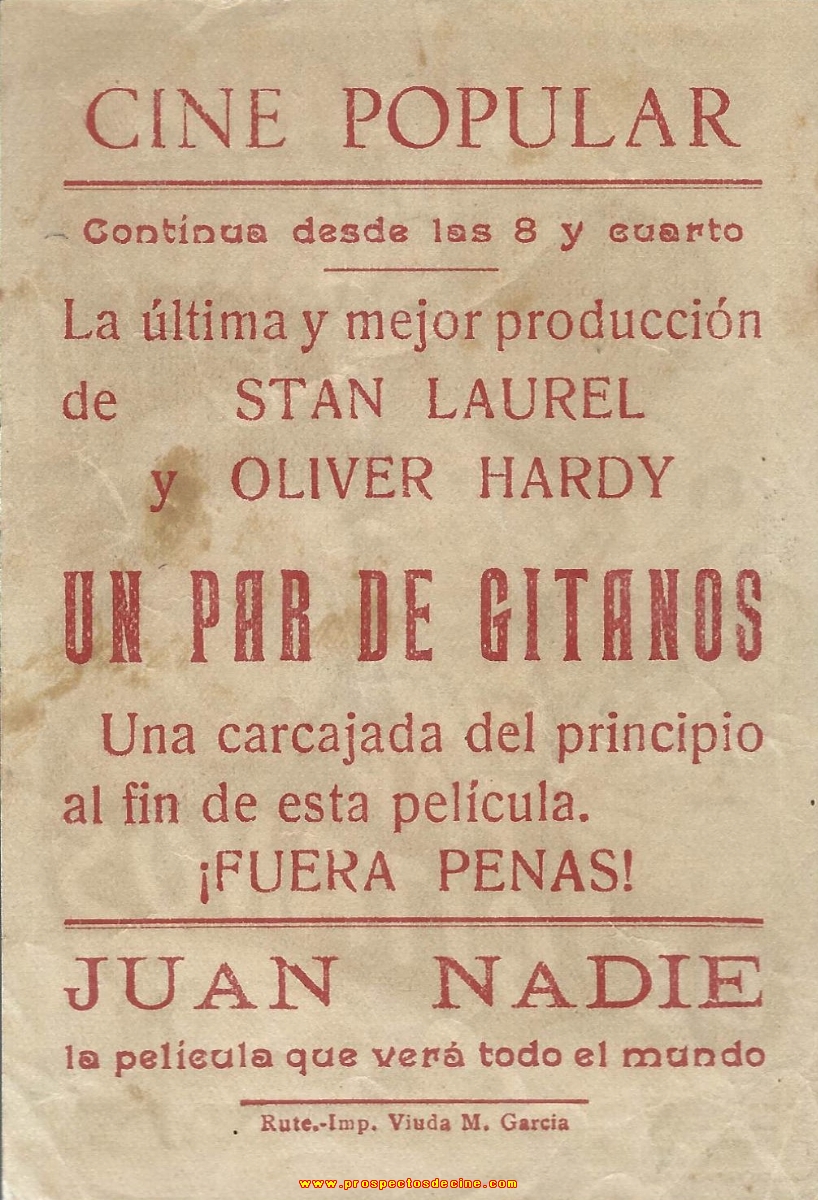 CINE POPULAR
Contínua desde las 8 y cuarto
La última y mejor producción
de STAN LAUREL
y OLIVER HARDY
UN PAR DE GITANOS
Una carcajada del principio
al fin de esta película.
¡FUERA PENAS!
JUAN NADIE
la película que verá todo el mundo
Rute.-Imp. Viuda M. Garcia
www.prospectosdecine.com